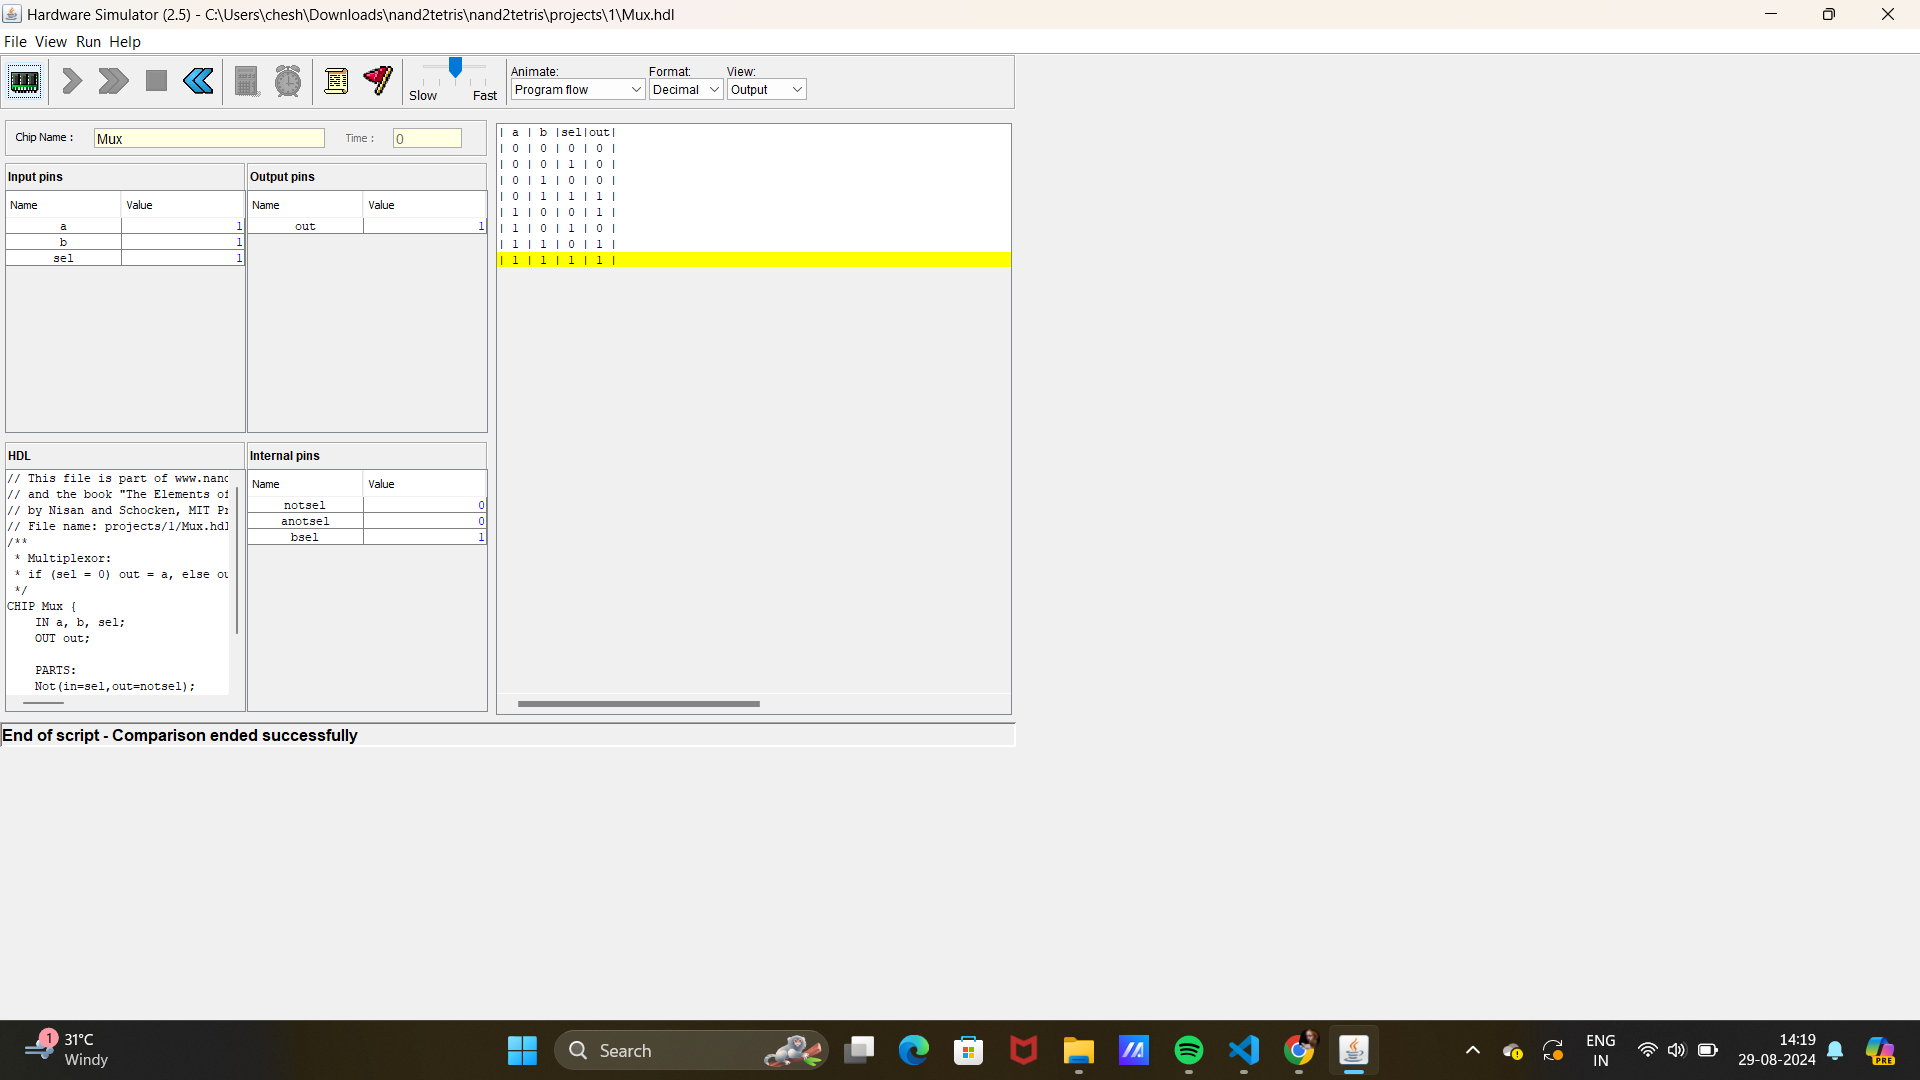 Hardware Simulator (2.5) - C:\Users\chesh\Downloads\nand2tetris\nand2tetris\projects\1\Mux.hdl
File View Run Help
Slow Fast
Animate: Format: View:
Program flow Decimal Output
Chip Name : Mux Time : 0
Input pins
Name Value
a 1
b 1
sel 1
Output pins
Name Value
out 1
| a | b |sel|out|
| 0 | 0 | 0 | 0 |
| 0 | 0 | 1 | 0 |
| 0 | 1 | 0 | 0 |
| 0 | 1 | 1 | 1 |
| 1 | 0 | 0 | 1 |
| 1 | 0 | 1 | 0 |
| 1 | 1 | 0 | 1 |
| 1 | 1 | 1 | 1 |
HDL
// This file is part of www.nand
// and the book "The Elements of
// by Nisan and Schocken, MIT Pr
// File name: projects/1/Mux.hdl
/**
* Multiplexor:
* if (sel = 0) out = a, else ou
*/
CHIP Mux {
IN a, b, sel;
OUT out;
PARTS:
Not(in=sel,out=notsel);
Internal pins
Name Value
notsel 0
anotsel 0
bsel 1
End of script - Comparison ended successfully
1
31°C
Windy
Search
ENG
IN
14:19
29-08-2024
PRE